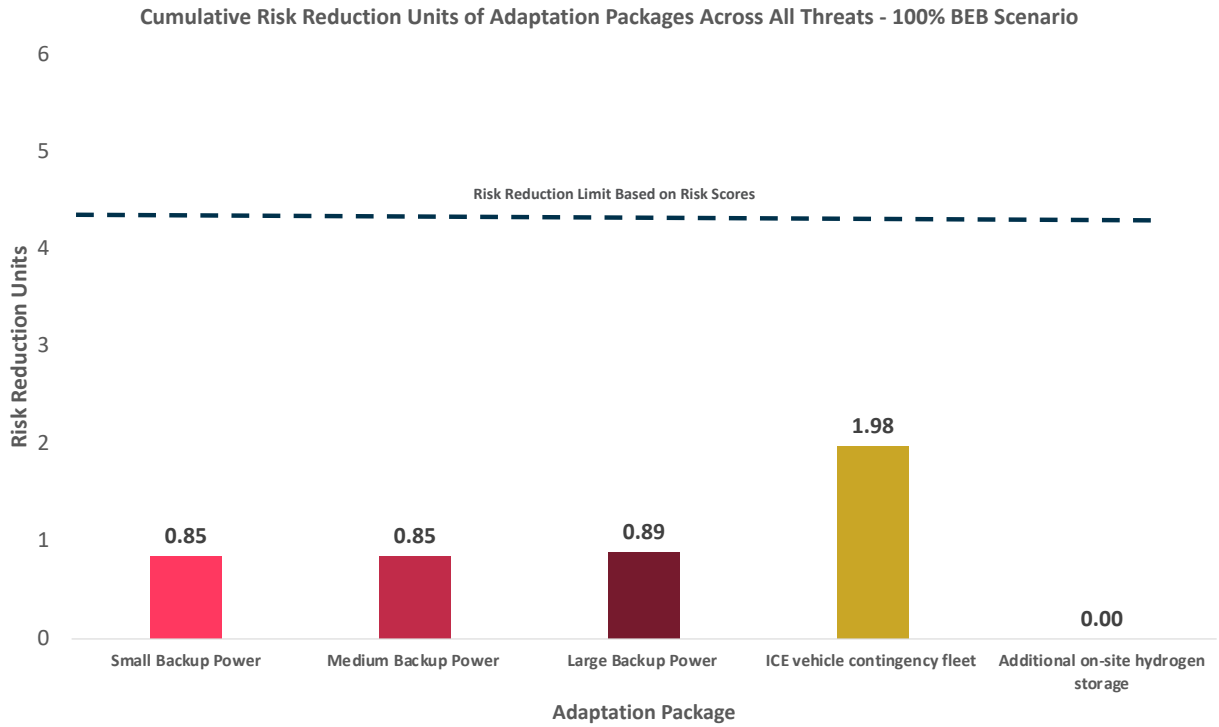 Cumulative Risk Reduction Units of Adaptation Packages Across All Threats - 100% BEB Scenario
6
5
Risk Reduction Limit Based on Risk Scores
4
3
2
1
0
Risk Reduction Units
0.85
0.85
0.89
1.98
0.00
Small Backup Power
Medium Backup Power
Large Backup Power
ICE vehicle contingency fleet
Additional on-site hydrogen
storage
Adaptation Package